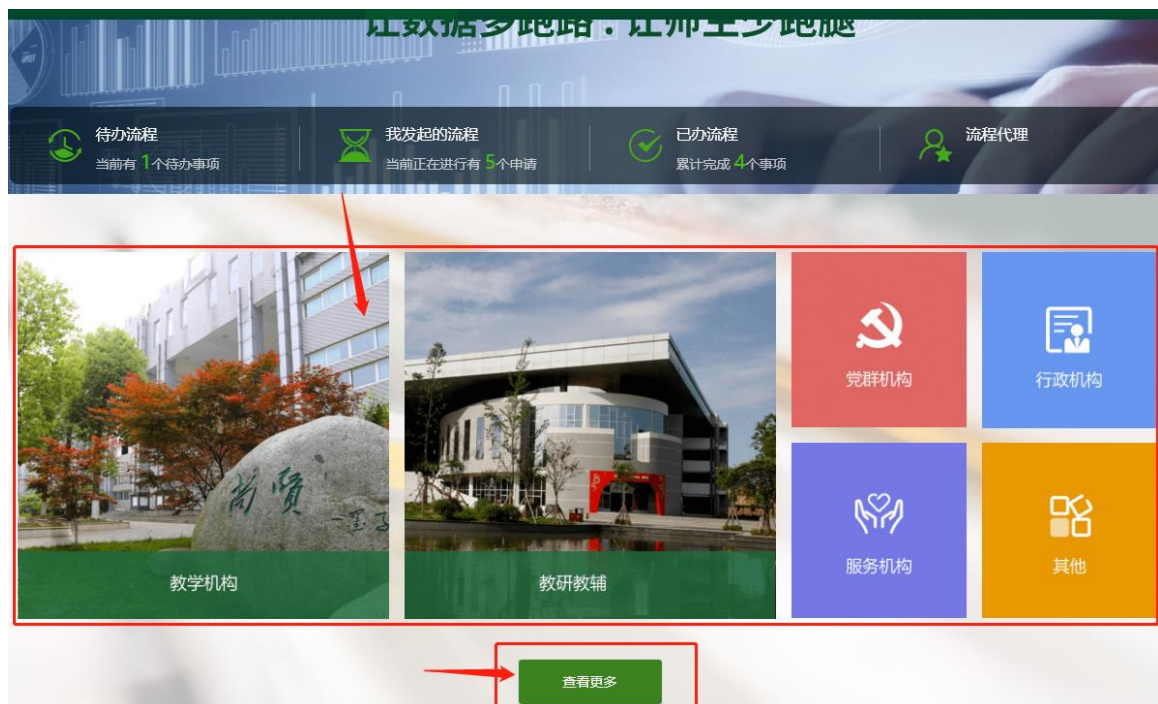 让数据多跑路．让师生少跑腿
待办流程
当前有 1个待办事项
我发起的流程
当前正在进行有 5个申请
已办流程
累计完成 4个事项
流程代理
党群机构
行政机构
尚贤
教学机构
教研教辅
服务机构
其他
查看更多